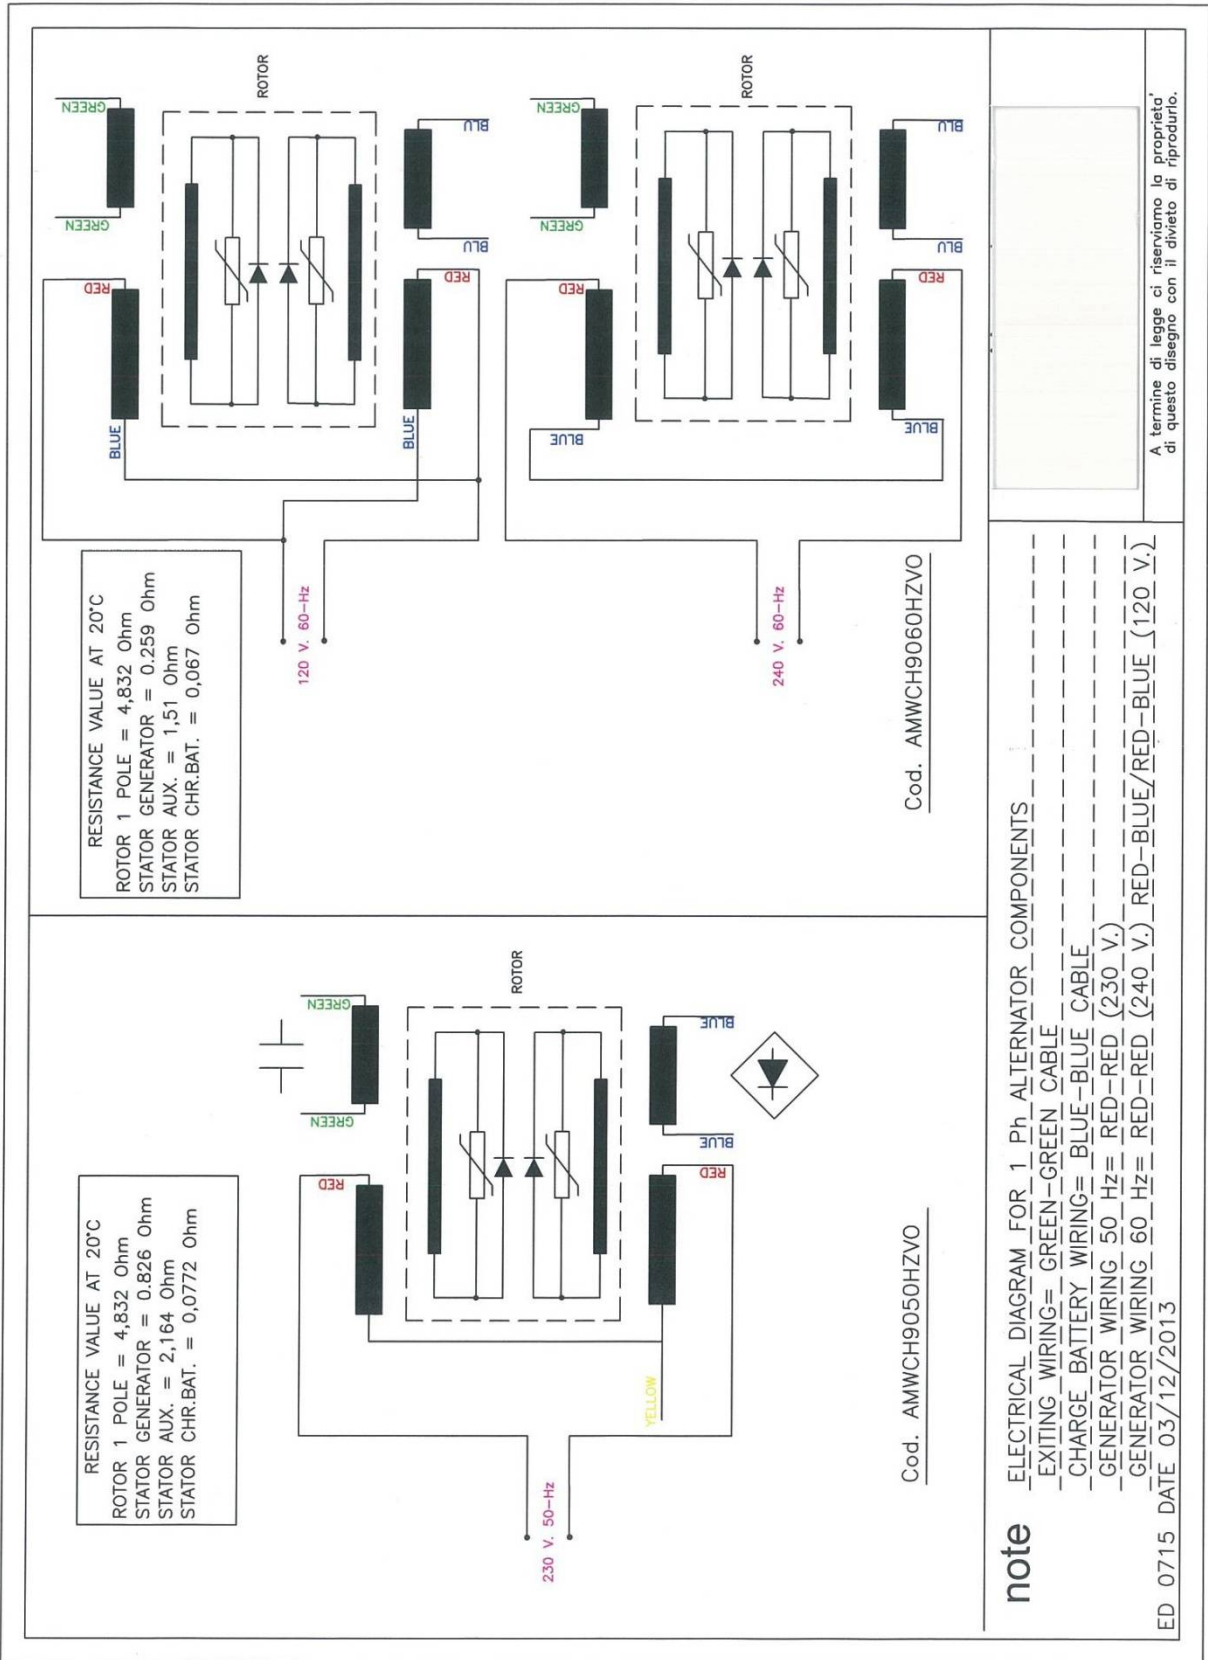 RESISTANCE VALUE AT 20°C
ROTOR 1 POLE = 4,832 Ohm
STATOR GENERATOR = 0.826 Ohm
STATOR AUX. = 2,164 Ohm
STATOR CHR.BAT. = 0,0772 Ohm
230 V. 50-Hz
YELLOW
RED
RED
GREEN
GREEN
BLUE
BLUE
ROTOR
Cod. AMWCH9050HZVO
RESISTANCE VALUE AT 20°C
ROTOR 1 POLE = 4,832 Ohm
STATOR GENERATOR = 0.259 Ohm
STATOR AUX. = 1,51 Ohm
STATOR CHR.BAT. = 0,067 Ohm
120 V. 60-Hz
BLUE
BLUE
RED
RED
GREEN
GREEN
BLU
BLU
ROTOR
240 V. 60-Hz
BLUE
BLUE
RED
RED
GREEN
GREEN
BLU
BLU
ROTOR
Cod. AMWCH9060HZVO
note
ELECTRICAL DIAGRAM FOR 1 Ph ALTERNATOR COMPONENTS
EXITING WIRING= GREEN-GREEN CABLE
CHARGE BATTERY WIRING= BLUE-BLUE CABLE
GENERATOR WIRING 50 Hz= RED-RED (230 V.)
GENERATOR WIRING 60 Hz= RED-RED (240 V.) RED-BLUE/RED-BLUE (120 V.)
ED 0715 DATE 03/12/2013
A termine di legge ci riserviamo la proprieta'
di questo disegno con il divieto di riprodurlo.